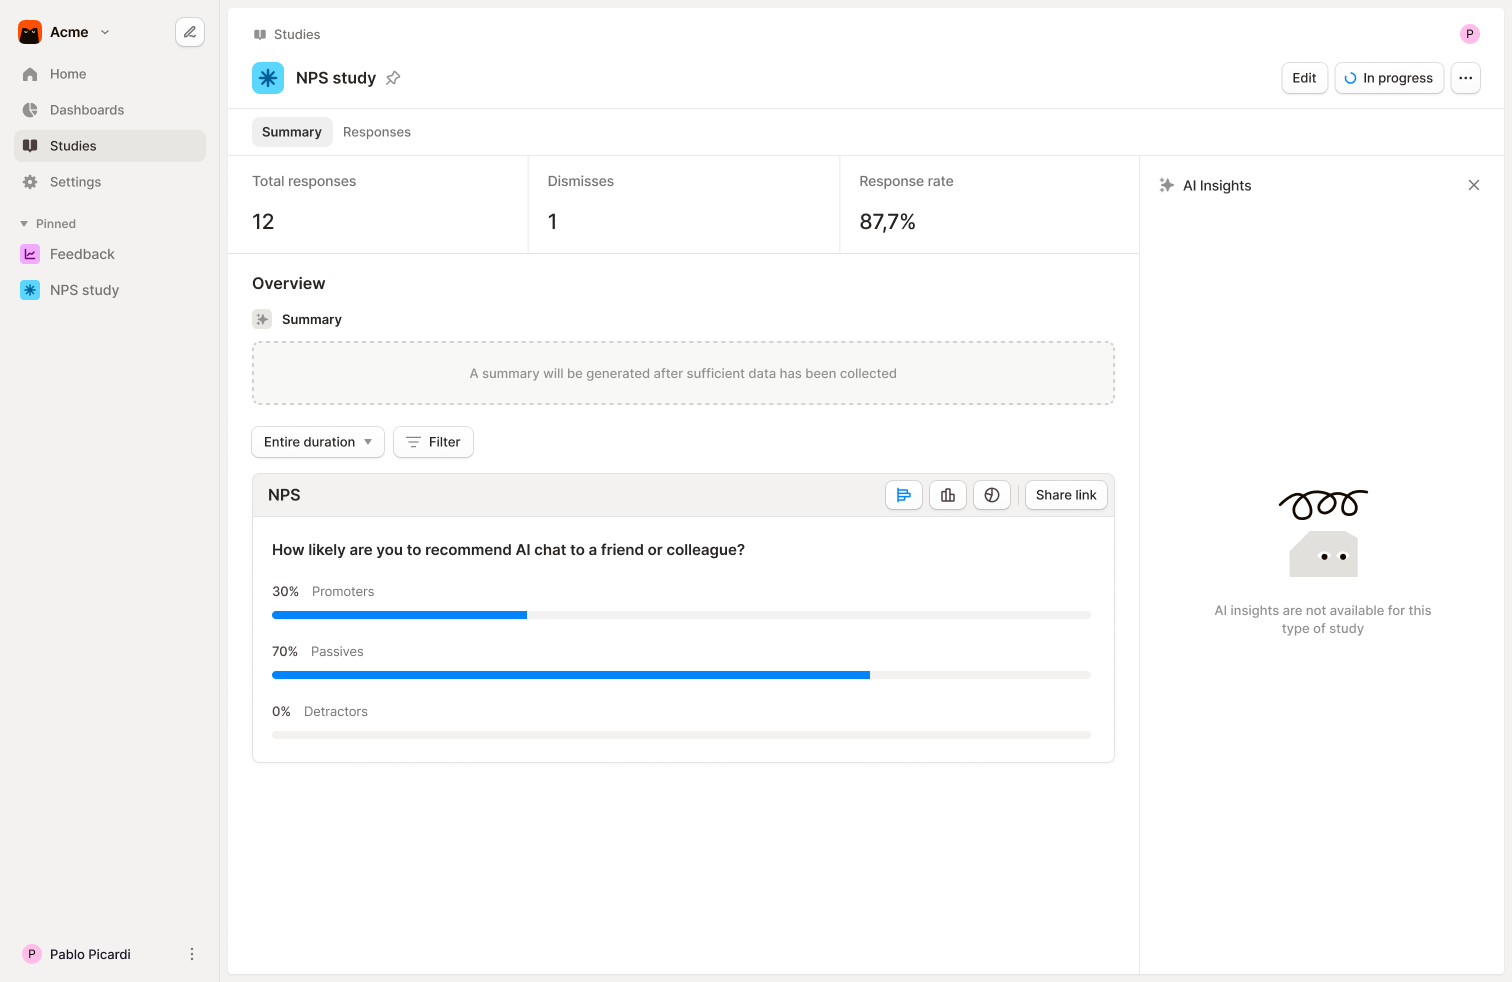 Acme
Home
Dashboards
Studies
Settings
Pinned
Feedback
NPS study
P Pablo Picardi
Studies
P
NPS study
Edit
In progress
Summary
Responses
Total responses
12
Dismisses
1
Response rate
87,7%
Overview
Summary
A summary will be generated after sufficient data has been collected
Entire duration
Filter
NPS
Share link
How likely are you to recommend AI chat to a friend or colleague?
30% Promoters
70% Passives
0% Detractors
AI Insights
AI insights are not available for this
type of study